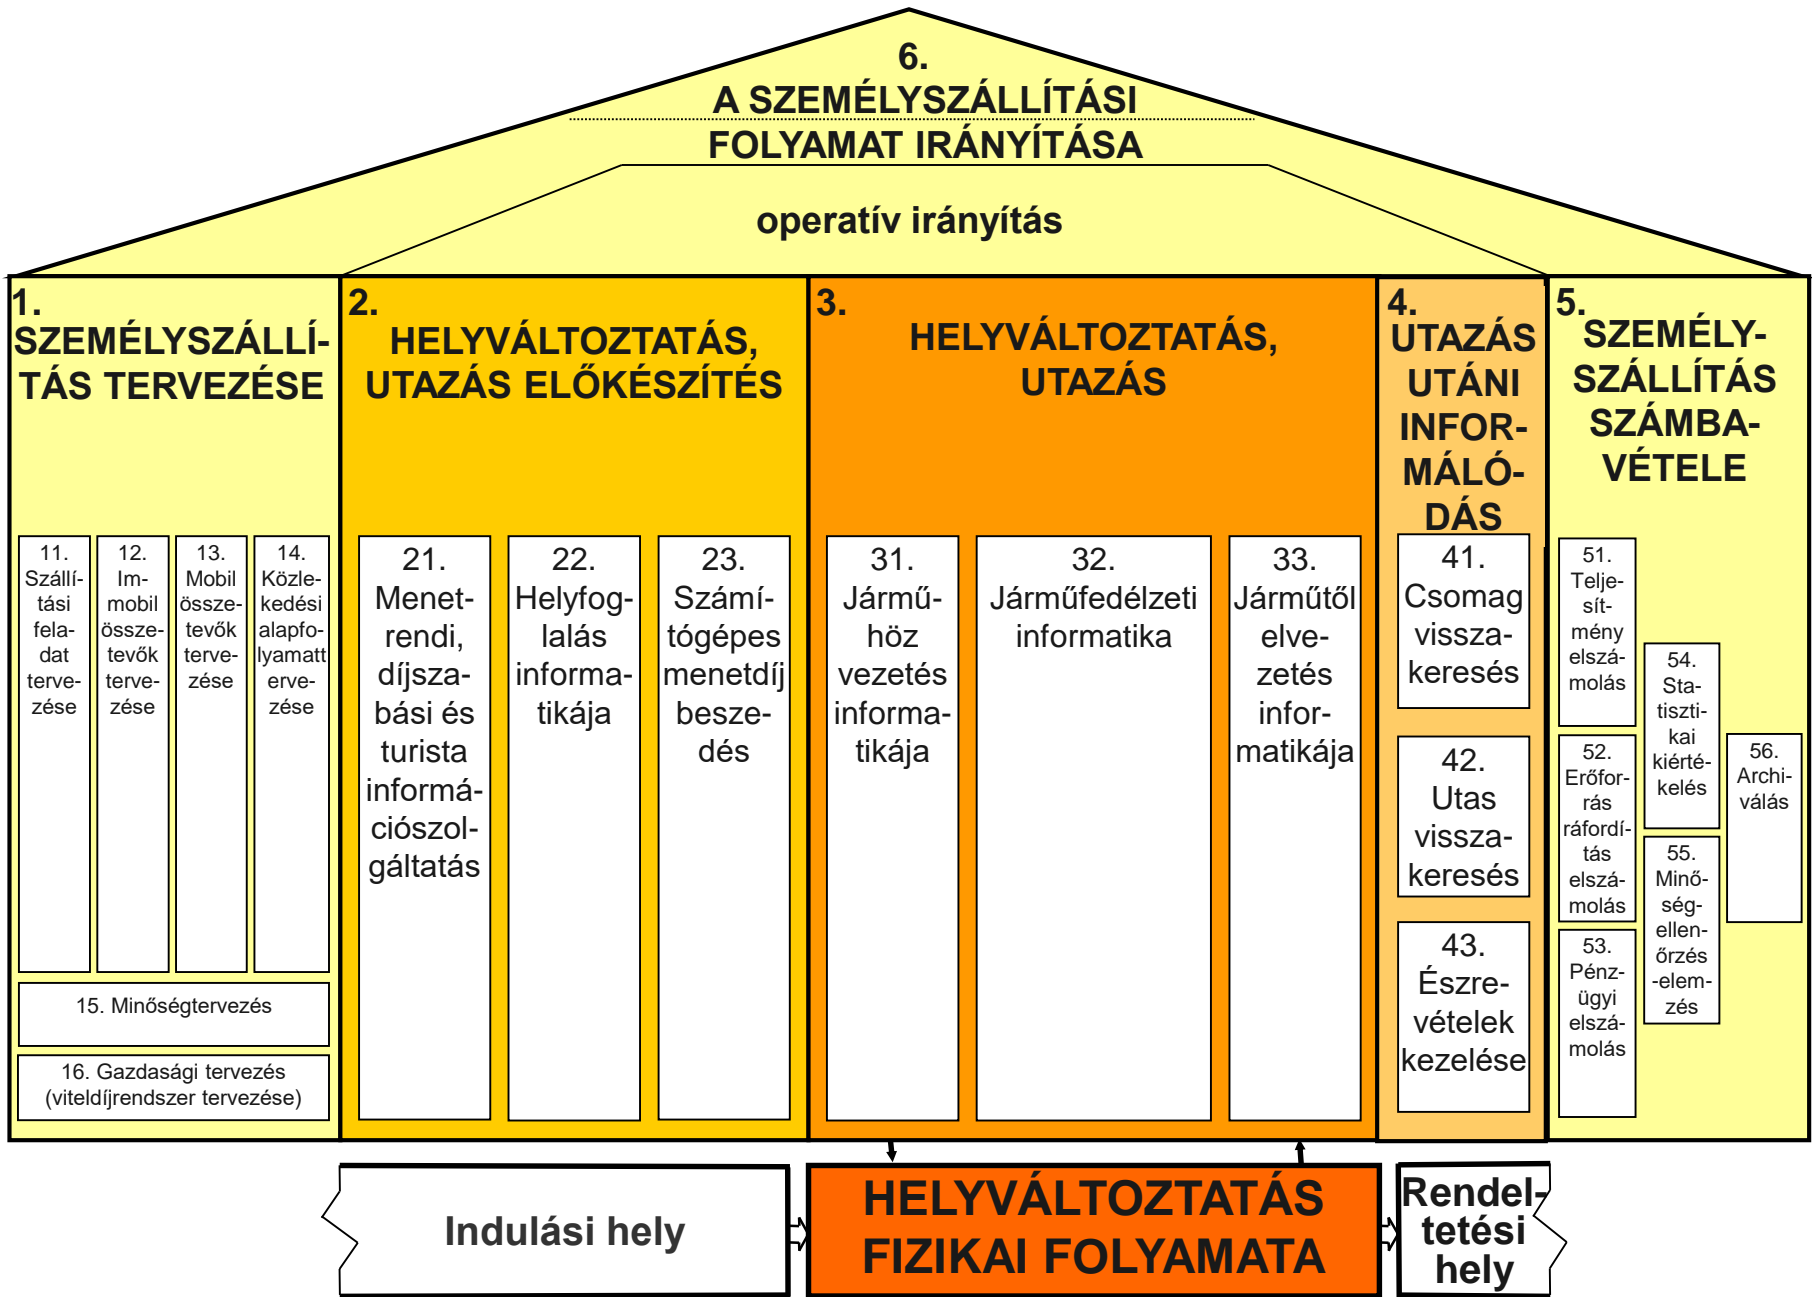 6.
A SZEMÉLYSZÁLLÍTÁSI
FOLYAMAT IRÁNYÍTÁSA
operatív irányítás
1.
SZEMÉLYSZÁLLÍ-
TÁS TERVEZÉSE
11.
Szállí-
tási
fela-
dat
terve-
zése
12.
Im-
mobil
össze-
tevők
terve-
zése
13.
Mobil
össze-
tevők
terve-
zése
14.
Közle-
kedési
alapfo-
lyamatt
erve-
zése
15. Minőségtervezés
16. Gazdasági tervezés
(viteldíjrendszer tervezése)
2.
HELYVÁLTOZTATÁS,
UTAZÁS ELŐKÉSZÍTÉS
21.
Menet-
rendi,
díjsza-
bási és
turista
informá-
ciószol-
gáltatás
22.
Helyfog-
lalás
informa-
tikája
23.
Számí-
tógépes
menetdíj
besze-
dés
3.
HELYVÁLTOZTATÁS,
UTAZÁS
31.
Jármű-
höz
vezetés
informa-
tikája
32.
Járműfedélzeti
informatika
33.
Járműtől
elve-
zetés
infor-
matikája
4.
UTAZÁS
UTÁNI
INFOR-
MÁLÓ-
DÁS
41.
Csomag
vissza-
keresés
42.
Utas
vissza-
keresés
43.
Észre-
vételek
kezelése
5.
SZEMÉLY-
SZÁLLÍTÁS
SZÁMBA-
VÉTELE
51.
Telje-
sít-
mény
elszá-
molás
52.
Erőfor-
rás
ráfordí-
tás
elszá-
molás
53.
Pénz-
ügyi
elszá-
molás
54.
Sta-
tiszti-
kai
kiérté-
kelés
55.
Minő-
ség-
ellen-
őrzés
-elem-
zés
56.
Archi-
válás
Indulási hely
HELYVÁLTOZTATÁS
FIZIKAI FOLYAMATA
Rendel-
tetési
hely